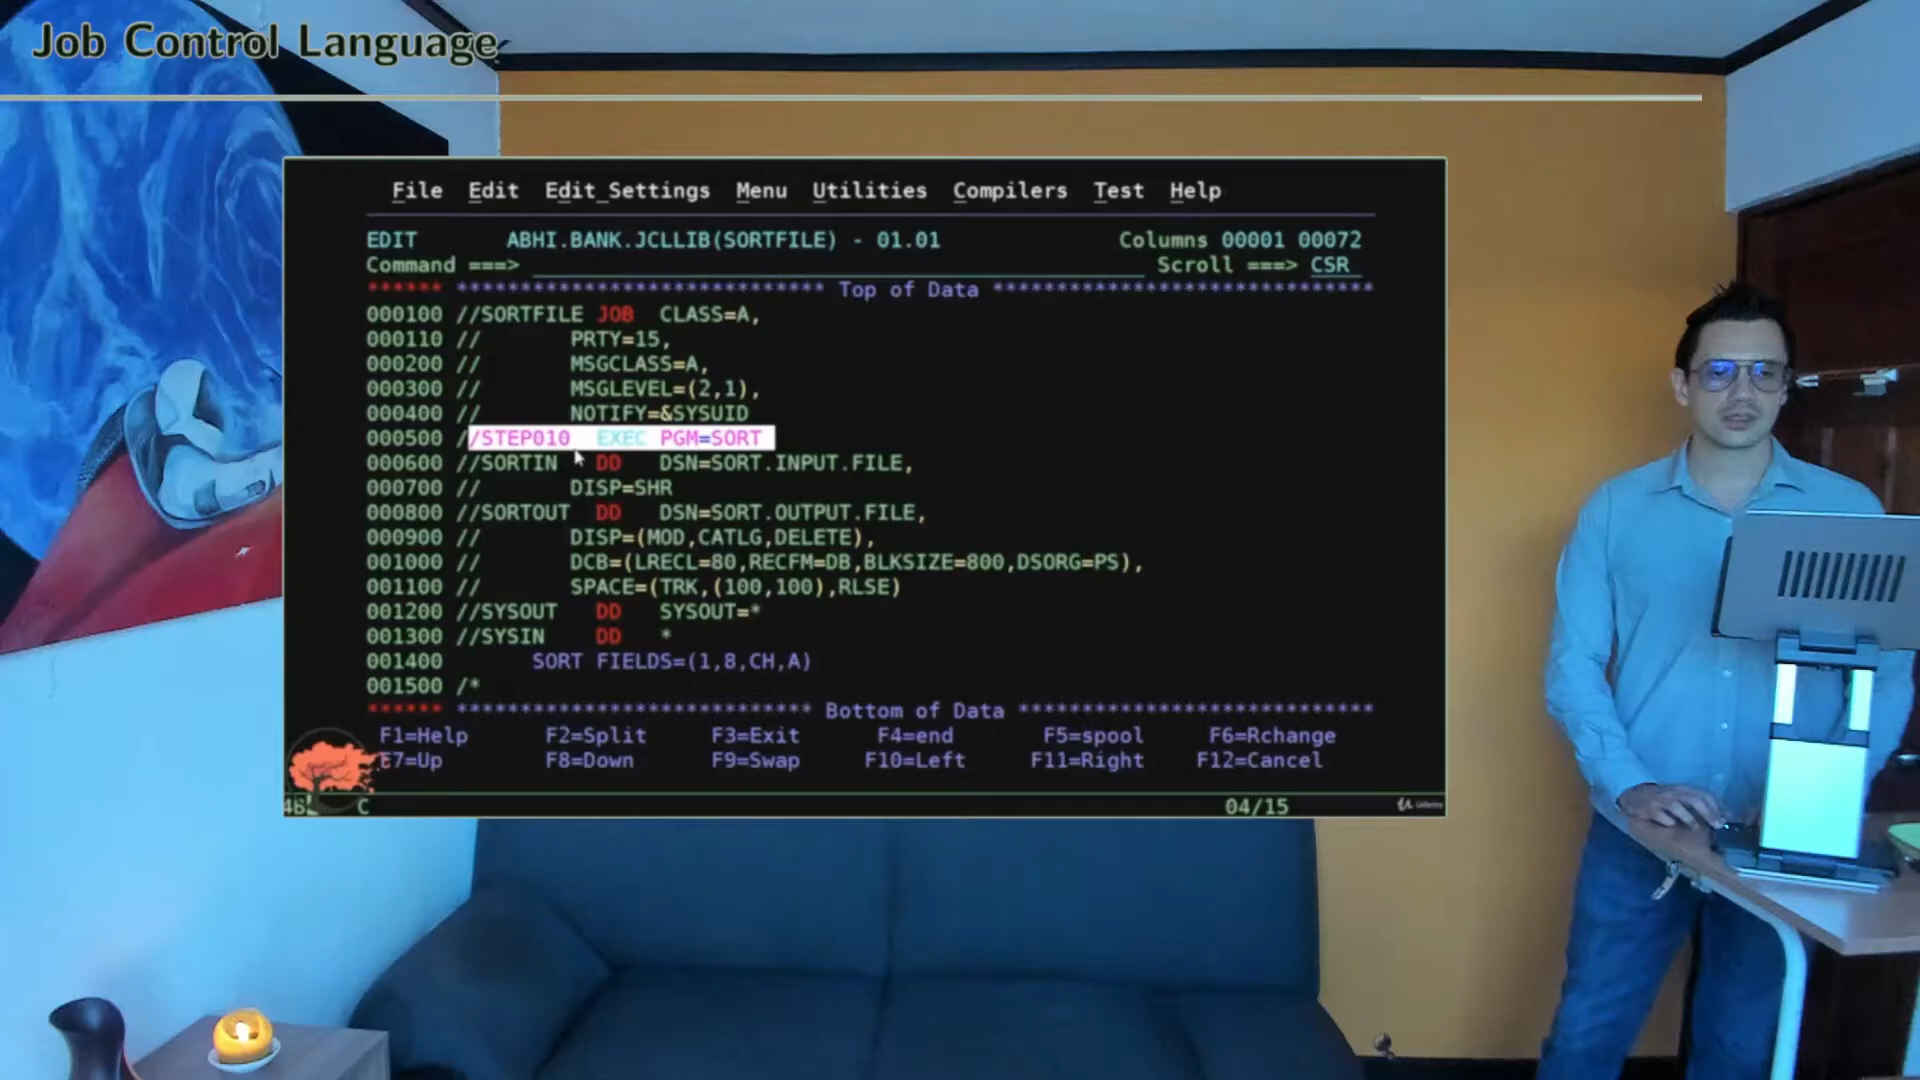 Job Control Language
File Edit Edit_Settings Menu Utilities Compilers Test Help
EDIT ABHI.BANK.JCLLIB(SORTFILE) - 01.01 Columns 00001 00072
Command ===> Scroll ===> CSR
****** ***************************** Top of Data ******************************
000100 //SORTFILE JOB CLASS=A,
000110 // PRTY=15,
000200 // MSGCLASS=A,
000300 // MSGLEVEL=(2,1),
000400 // NOTIFY=&SYSUID
000500 //STEP010 EXEC PGM=SORT
000600 //SORTIN DD DSN=SORT.INPUT.FILE,
000700 // DISP=SHR
000800 //SORTOUT DD DSN=SORT.OUTPUT.FILE,
000900 // DISP=(MOD,CATLG,DELETE),
001000 // DCB=(LRECL=80,RECFM=DB,BLKSIZE=800,DSORG=PS),
001100 // SPACE=(TRK,(100,100),RLSE)
001200 //SYSOUT DD SYSOUT=*
001300 //SYSIN DD *
001400 SORT FIELDS=(1,8,CH,A)
001500 /*
****** **************************** Bottom of Data ****************************
F1=Help F2=Split F3=Exit F4=end F5=spool F6=Rchange
F7=Up F8=Down F9=Swap F10=Left F11=Right F12=Cancel
C 04/15
Udemy